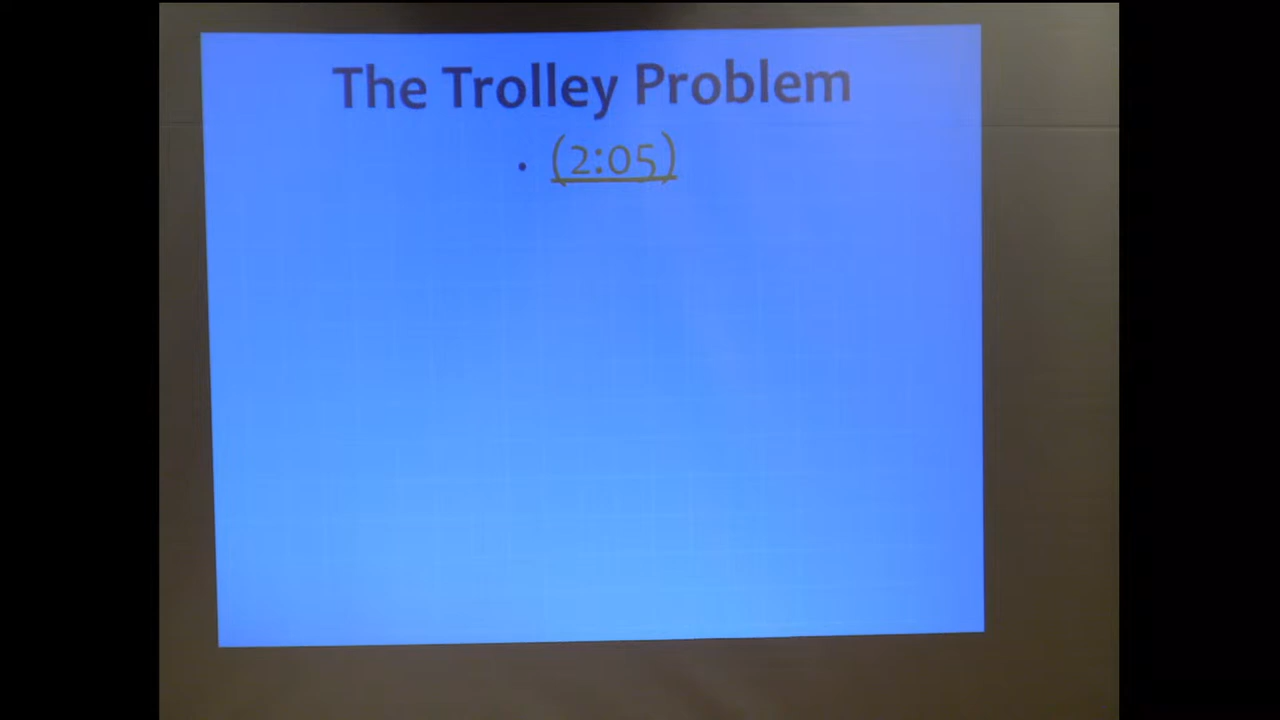 The Trolley Problem
• (2:05)